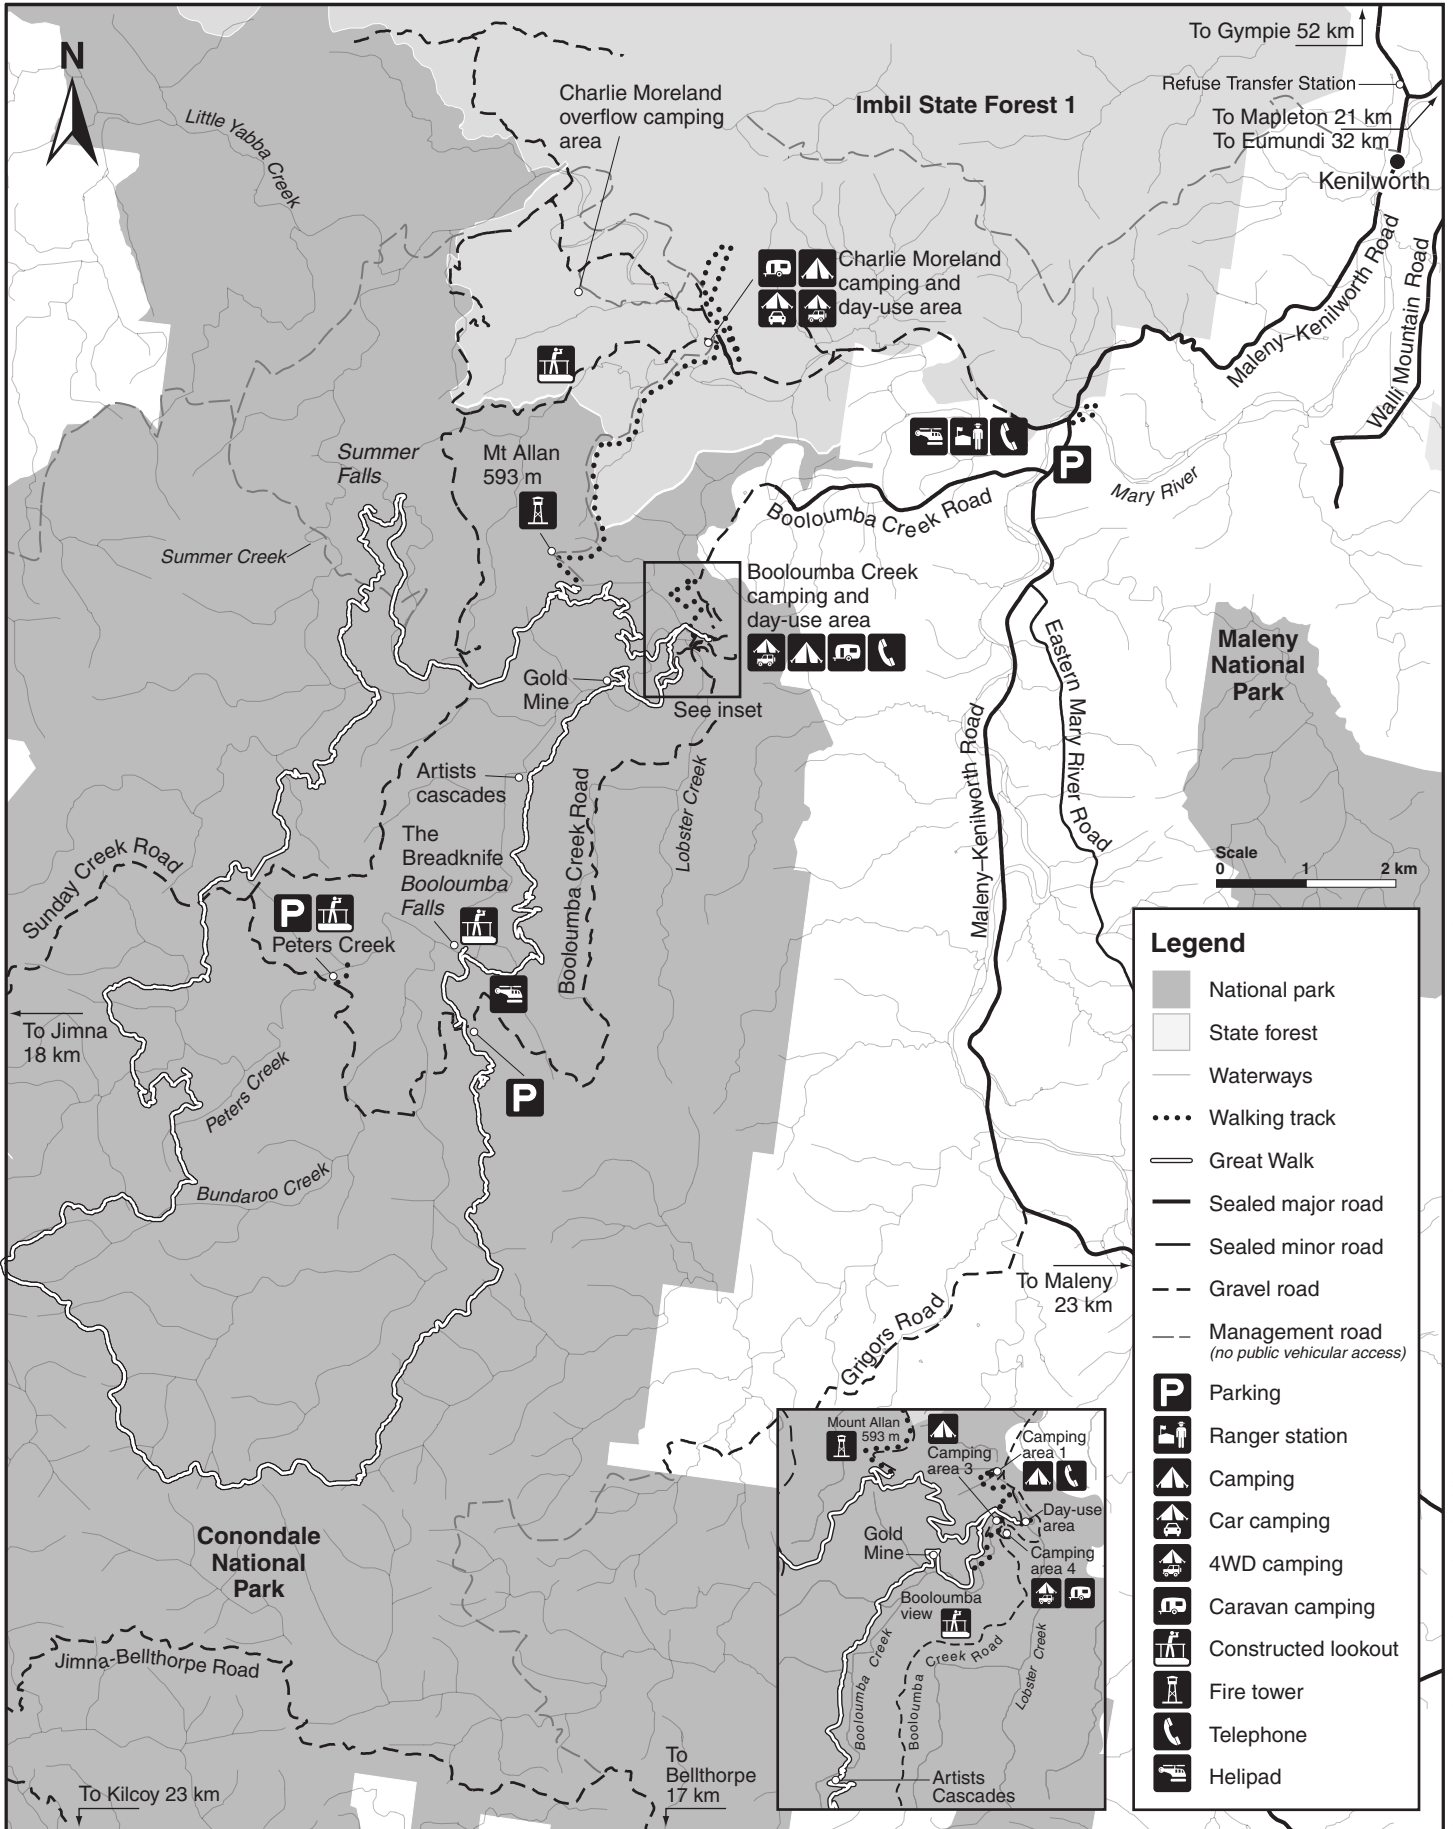 To Gympie 52 km
N
Refuse Transfer Station
Charlie Moreland
overflow camping
area
Imbil State Forest 1
To Mapleton 21 km
To Eumundi 32 km
Little Yabba Creek
Kenilworth
Charlie Moreland
camping and
day-use area
Maleny–Kenilworth Road
Walli Mountain Road
Summer
Falls
Mt Allan
593 m
P
Mary River
Booloumba Creek Road
Summer Creek
Booloumba Creek
camping and
day-use area
Maleny
National
Park
Eastern Mary River Road
Gold
Mine
See inset
Maleny–Kenilworth Road
Artists
cascades
Booloumba Creek Road
Lobster Creek
The
Breadknife
Booloumba
Falls
Sunday Creek Road
Scale
0 1 2 km
P
Peters Creek
To Jimna
18 km
Peters Creek
P
Bundaroo Creek
Legend
National park
State forest
Waterways
Walking track
Great Walk
Sealed major road
Sealed minor road
Gravel road
Management road
(no public vehicular access)
P Parking
Ranger station
Camping
Car camping
4WD camping
Caravan camping
Constructed lookout
Fire tower
Telephone
Helipad
To Maleny
23 km
Grigors Road
Conondale
National
Park
Mount Allan
593 m
Camping
area 3
Camping
area 1
Day-use
area
Gold
Mine
Camping
area 4
Booloumba
view
Booloumba Creek
Booloumba Creek Road
Lobster Creek
Artists
Cascades
Jimna-Bellthorpe Road
To Kilcoy 23 km
To
Bellthorpe
17 km